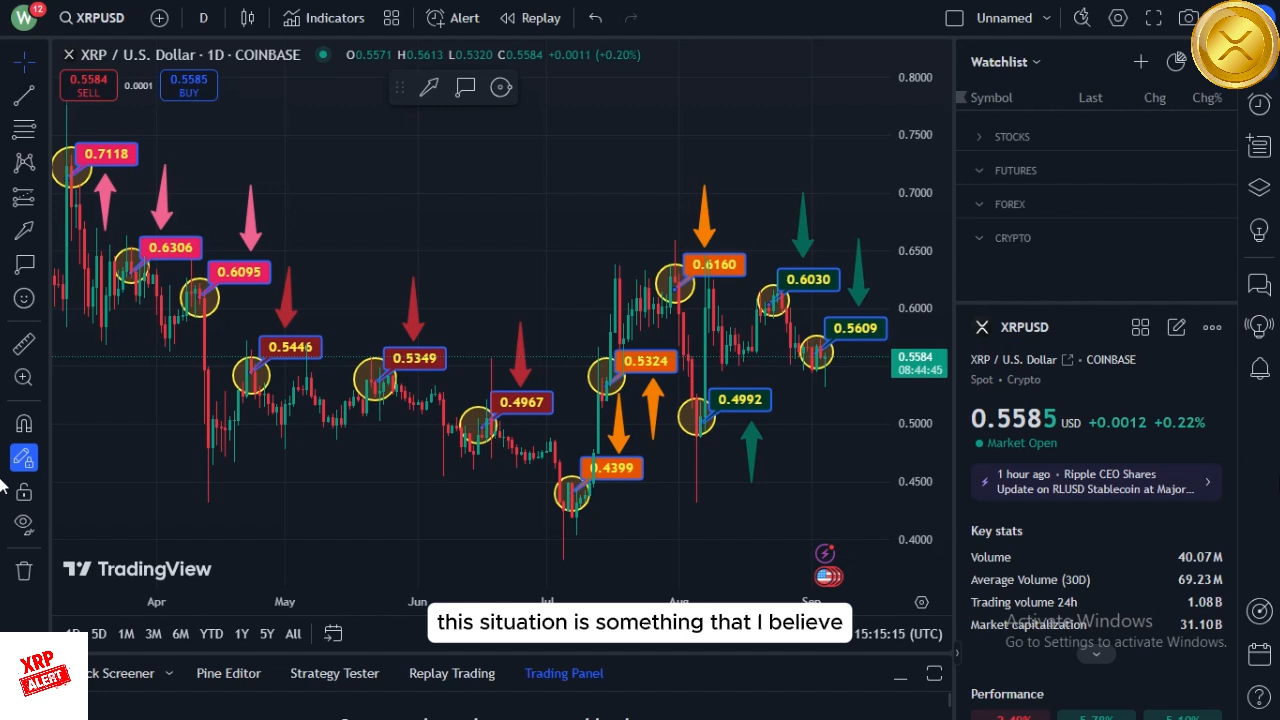 W
12
XRPUSD
D
Indicators
Alert
Replay
Unnamed
XRP / U.S. Dollar · 1D · COINBASE
O0.5571 H0.5613 L0.5320 C0.5584 +0.0011 (+0.20%)
0.5584
SELL
0.0001
0.5585
BUY
0.8000
0.7500
0.7000
0.6500
0.6000
0.5584
08:44:45
0.5000
0.4500
0.4000
0.7118
0.6306
0.6095
0.5446
0.5349
0.4967
0.4399
0.5324
0.6160
0.4992
0.6030
0.5609
TradingView
Apr
May
Jun
Jul
Aug
Sep
5D 1M 3M 6M YTD 1Y 5Y All
15:15:15 (UTC)
this situation is something that I believe
XRP
ALERT
ck Screener
Pine Editor
Strategy Tester
Replay Trading
Trading Panel
Watchlist
Symbol Last Chg Chg%
STOCKS
FUTURES
FOREX
CRYPTO
XRPUSD
XRP / U.S. Dollar COINBASE
Spot • Crypto
0.5585 USD +0.0012 +0.22%
Market Open
1 hour ago • Ripple CEO Shares
Update on RLUSD Stablecoin at Major...
Key stats
Volume 40.07M
Average Volume (30D) 69.23M
Trading volume 24h 1.08B
Market capitalization 31.10B
Activate Windows
Go to Settings to activate Windows.
Performance